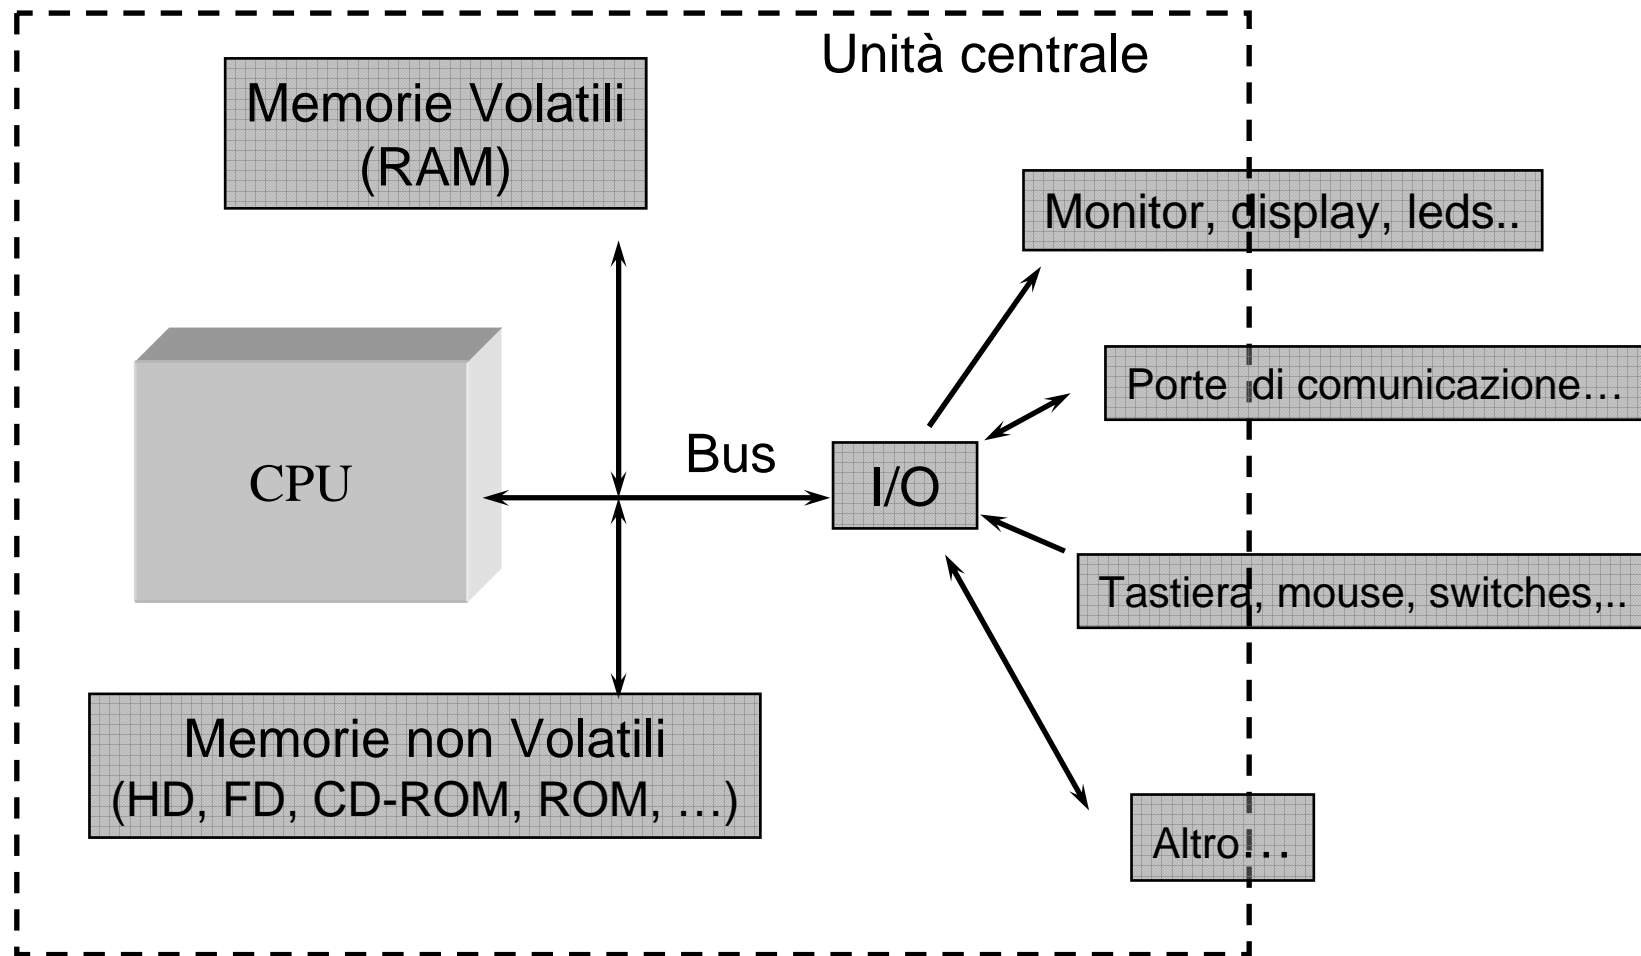 Unità centrale
Memorie Volatili
(RAM)
Monitor, display, leds..
Porte di comunicazione…
Bus
CPU
I/O
Tastiera, mouse, switches,..
Memorie non Volatili
(HD, FD, CD-ROM, ROM, …)
Altro…